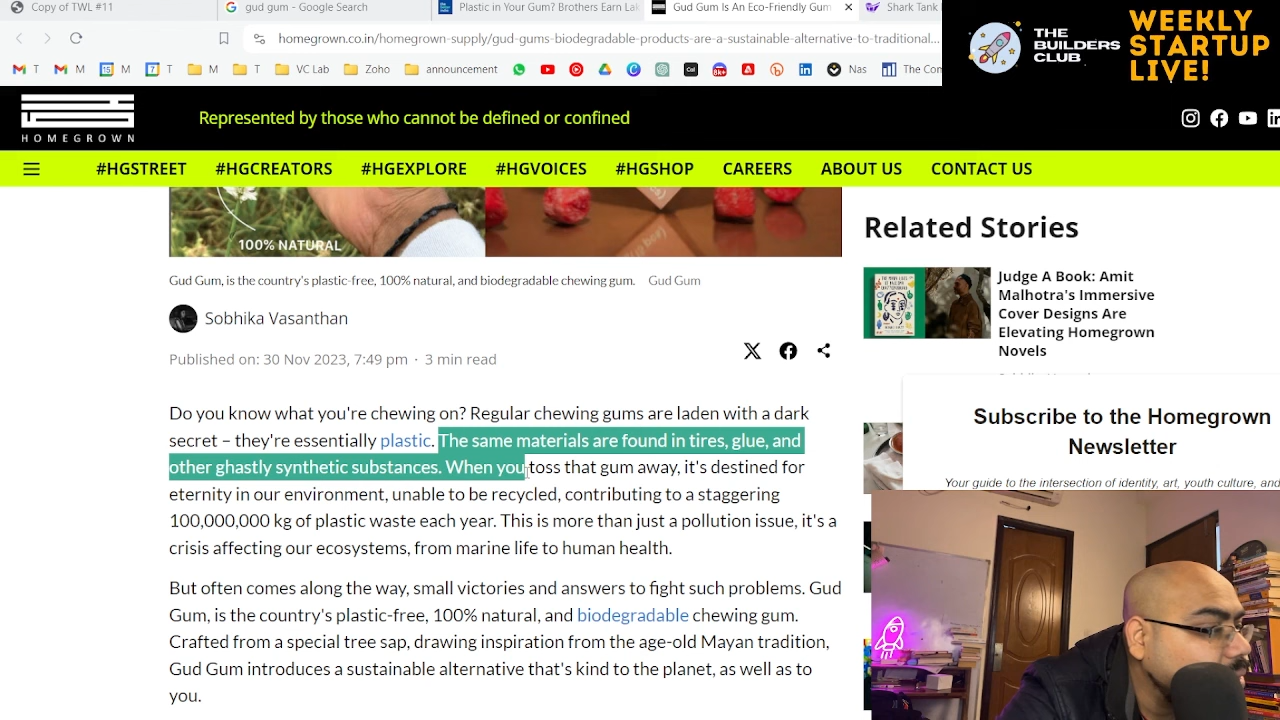 Copy of TWL #11
gud gum - Google Search
Plastic in Your Gum? Brothers Earn Lak
Gud Gum Is An Eco-Friendly Gum
Shark Tank
homegrown.co.in/homegrown-supply/gud-gums-biodegradable-products-are-a-sustainable-alternative-to-traditional...
T
M
M
T
M
T
VC Lab
Zoho
announcement
Nas
The Com
THE
BUILDERS
CLUB
WEEKLY
STARTUP
LIVE!
HOMEGROWN
Represented by those who cannot be defined or confined
#HGSTREET
#HGCREATORS
#HGEXPLORE
#HGVOICES
#HGSHOP
CAREERS
ABOUT US
CONTACT US
100% NATURAL
Gud Gum, is the country's plastic-free, 100% natural, and biodegradable chewing gum. Gud Gum
Sobhika Vasanthan
Published on: 30 Nov 2023, 7:49 pm · 3 min read
Do you know what you're chewing on? Regular chewing gums are laden with a dark
secret – they're essentially plastic. The same materials are found in tires, glue, and
other ghastly synthetic substances. When you toss that gum away, it's destined for
eternity in our environment, unable to be recycled, contributing to a staggering
100,000,000 kg of plastic waste each year. This is more than just a pollution issue, it's a
crisis affecting our ecosystems, from marine life to human health.
But often comes along the way, small victories and answers to fight such problems. Gud
Gum, is the country's plastic-free, 100% natural, and biodegradable chewing gum.
Crafted from a special tree sap, drawing inspiration from the age-old Mayan tradition,
Gud Gum introduces a sustainable alternative that's kind to the planet, as well as to
you.
Related Stories
Judge A Book: Amit
Malhotra's Immersive
Cover Designs Are
Elevating Homegrown
Novels
Subscribe to the Homegrown
Newsletter
Your guide to the intersection of identity, art, youth culture, and